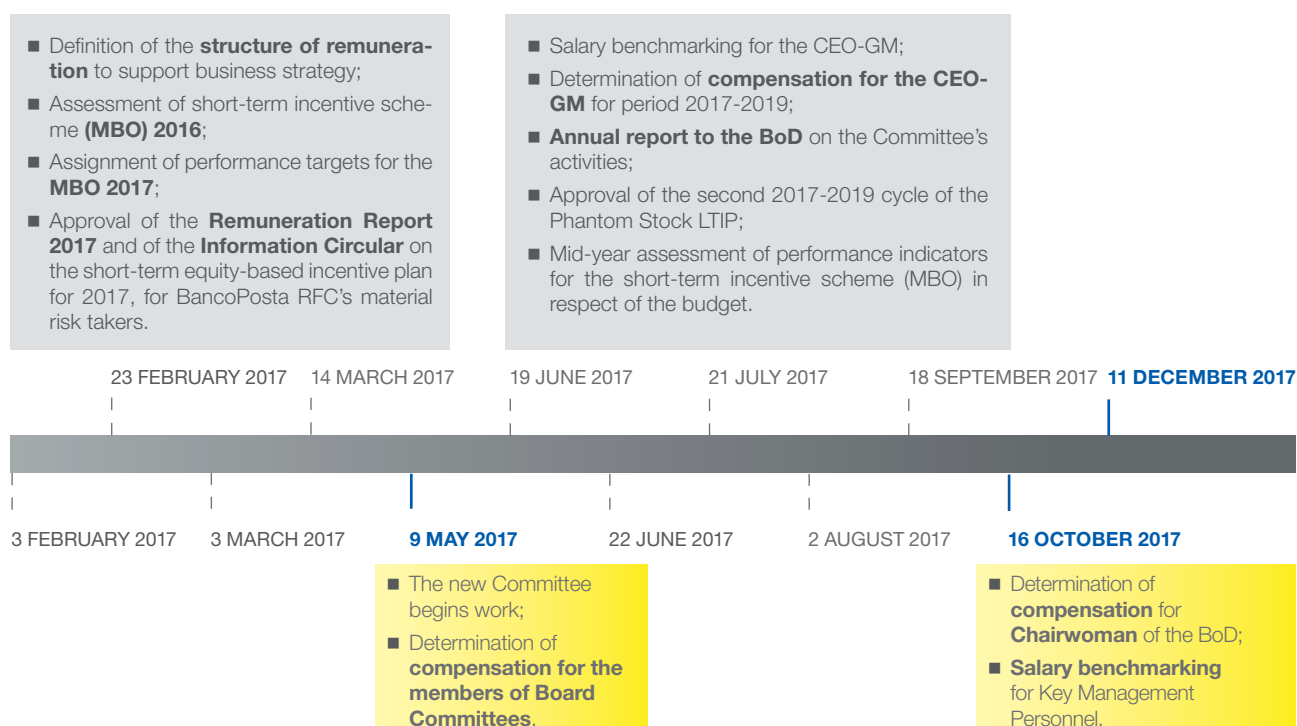 ■ Definition of the structure of remunera-
tion to support business strategy;
■ Assessment of short-term incentive sche-
me (MBO) 2016;
■ Assignment of performance targets for the
MBO 2017;
■ Approval of the Remuneration Report
2017 and of the Information Circular on
the short-term equity-based incentive plan
for 2017, for BancoPosta RFC's material
risk takers.
■ Salary benchmarking for the CEO-GM;
■ Determination of compensation for the CEO-
GM for period 2017-2019;
■ Annual report to the BoD on the Committee's
activities;
■ Approval of the second 2017-2019 cycle of the
Phantom Stock LTIP;
■ Mid-year assessment of performance indicators
for the short-term incentive scheme (MBO) in
respect of the budget.
23 FEBRUARY 2017 14 MARCH 2017 19 JUNE 2017 21 JULY 2017 18 SEPTEMBER 2017 11 DECEMBER 2017
3 FEBRUARY 2017 3 MARCH 2017 9 MAY 2017 22 JUNE 2017 2 AUGUST 2017 16 OCTOBER 2017
■ The new Committee
begins work;
■ Determination of
compensation for the
members of Board
Committees.
■ Determination of
compensation for
Chairwoman of the BoD;
■ Salary benchmarking
for Key Management
Personnel.